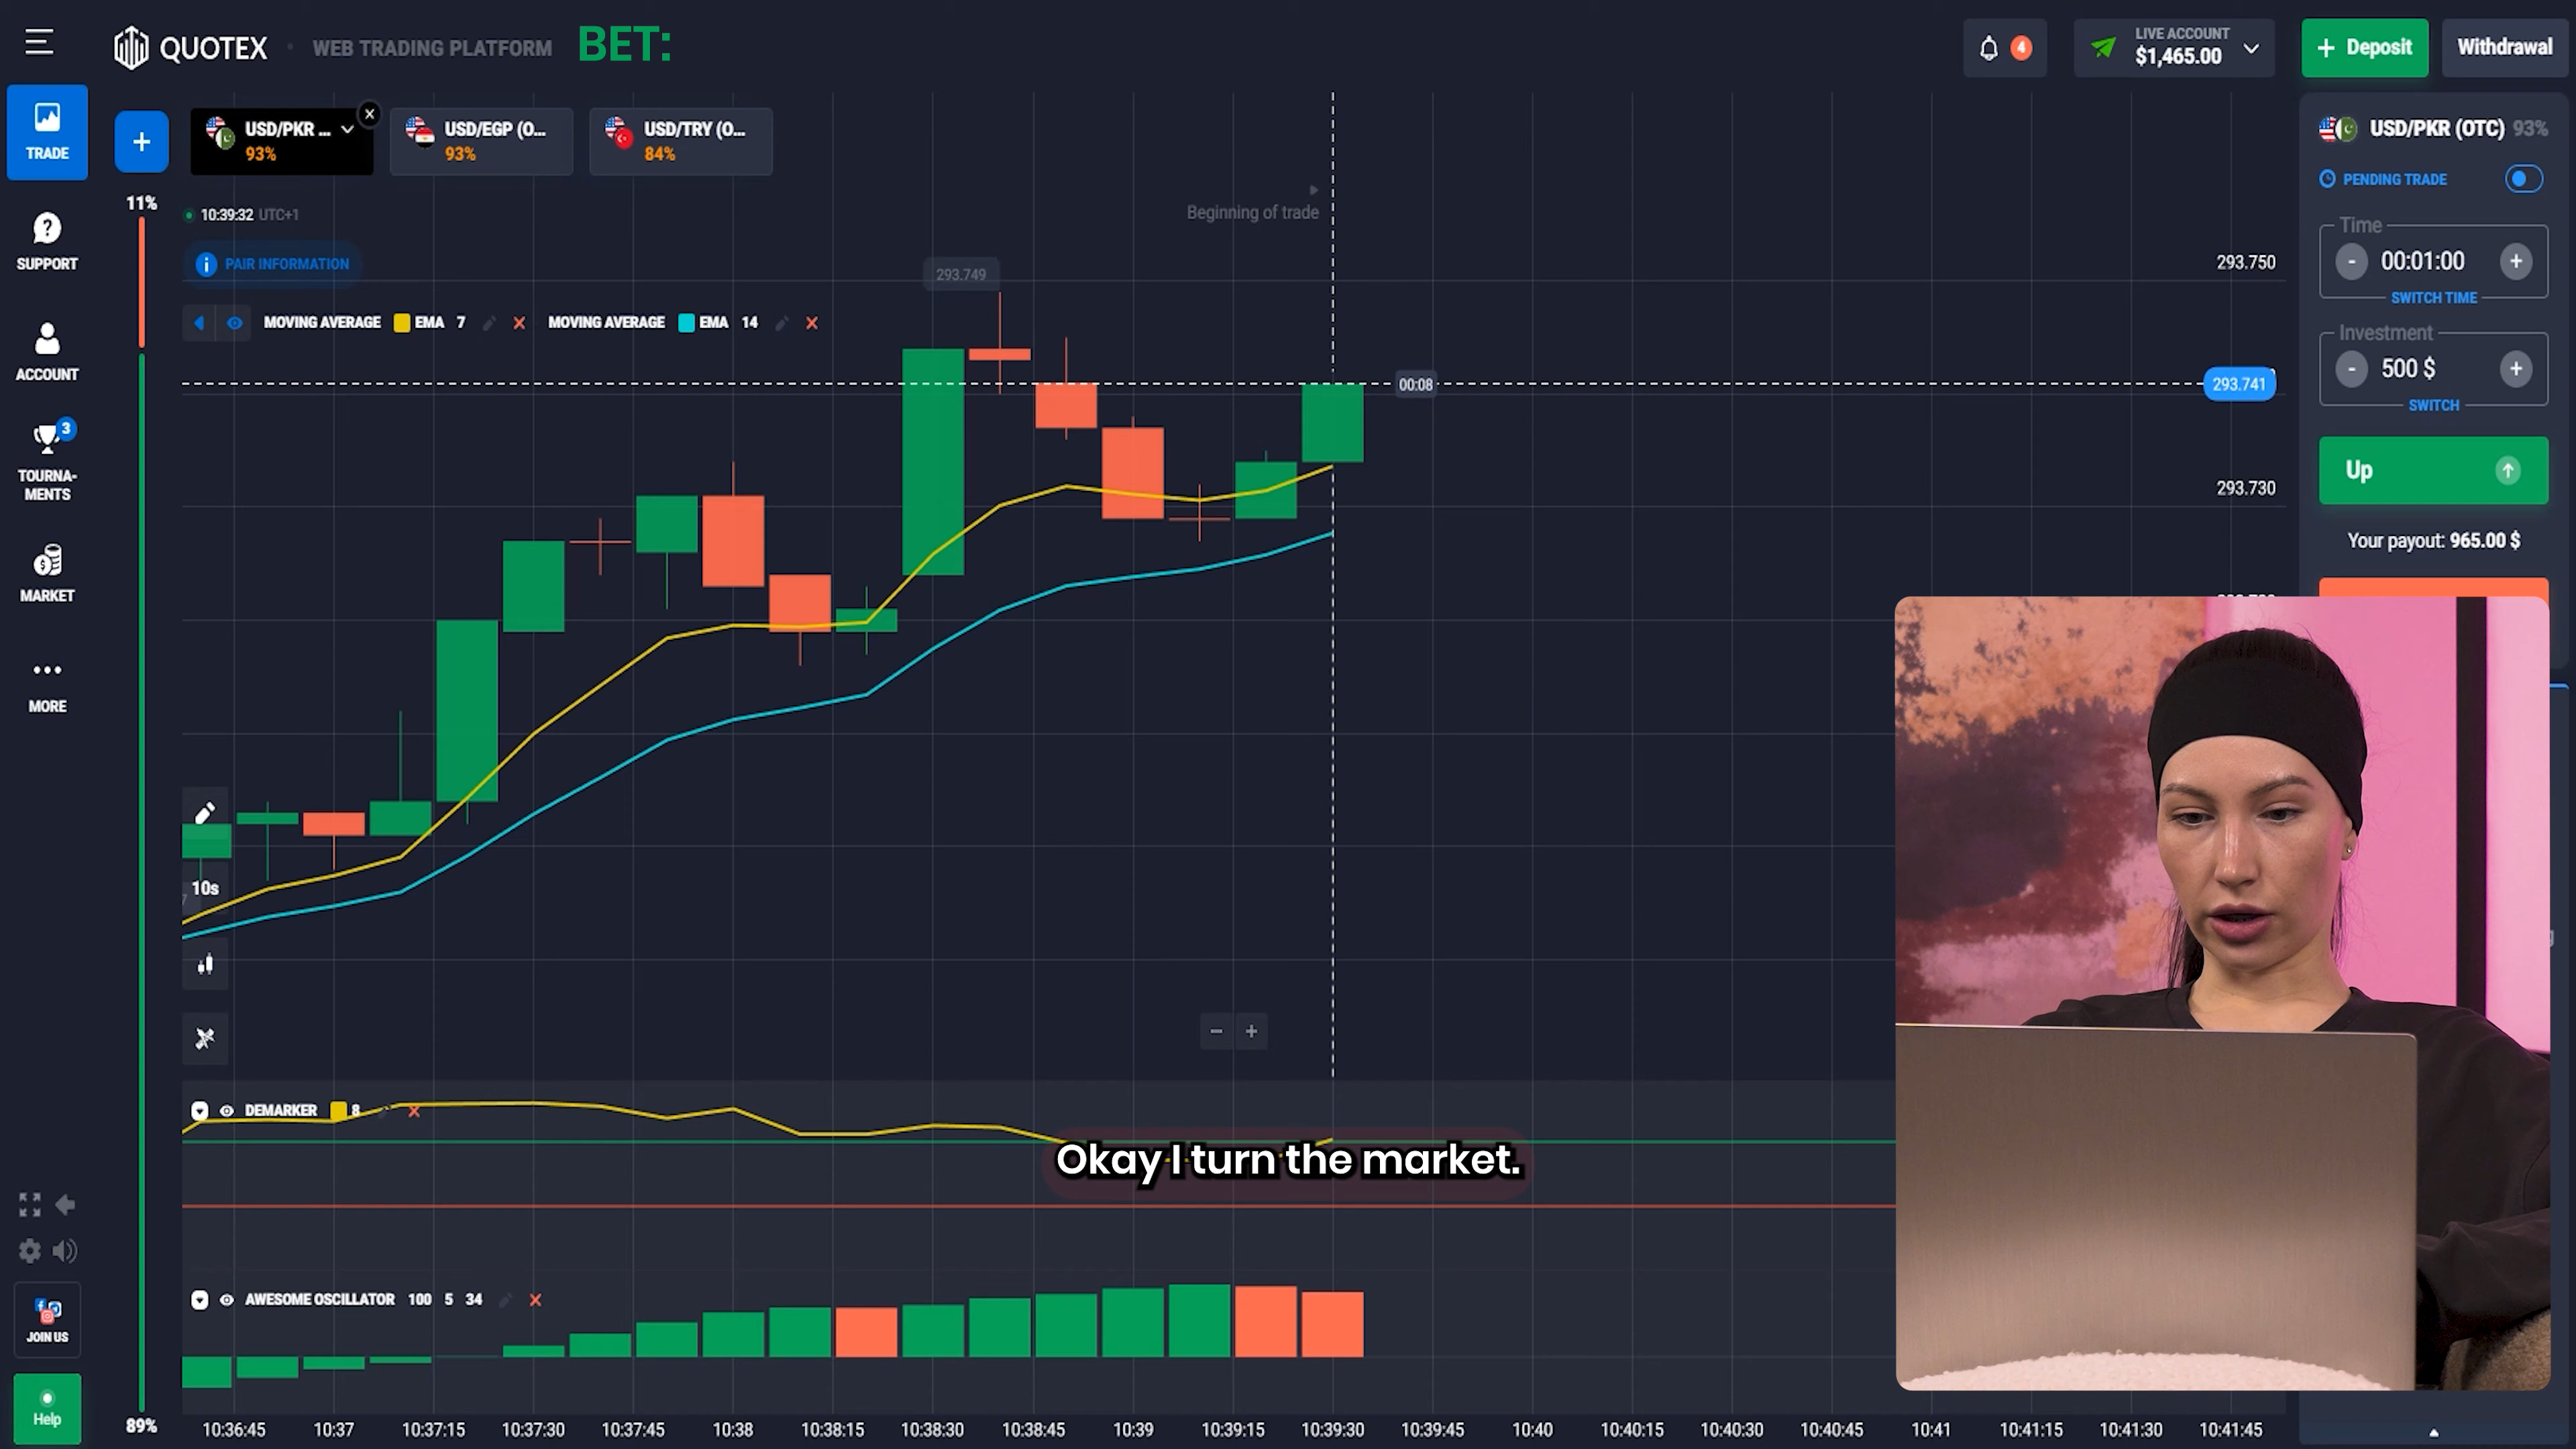 QUOTEX
WEB TRADING PLATFORM
BET:
4
LIVE ACCOUNT
$1,465.00
+ Deposit
Withdrawal
TRADE
+
USD/PKR ...
93%
USD/EGP (O...
93%
USD/TRY (O...
84%
USD/PKR (OTC) 93%
PENDING TRADE
11%
10:39:32 UTC+1
Beginning of trade
SUPPORT
PAIR INFORMATION
293.749
293.750
Time
- 00:01:00 +
SWITCH TIME
MOVING AVERAGE EMA 7
MOVING AVERAGE EMA 14
Investment
- 500 $ +
SWITCH
ACCOUNT
00:08
293.741
3
TOURNA-
MENTS
293.730
Up
Your payout: 965.00 $
MARKET
MORE
10s
- +
DEMARKER 8
Okay I turn the market.
AWESOME OSCILLATOR 100 5 34
JOIN US
Help
89%
10:36:45 10:37 10:37:15 10:37:30 10:37:45 10:38 10:38:15 10:38:30 10:38:45 10:39 10:39:15 10:39:30 10:39:45 10:40 10:40:15 10:40:30 10:40:45 10:41 10:41:15 10:41:30 10:41:45